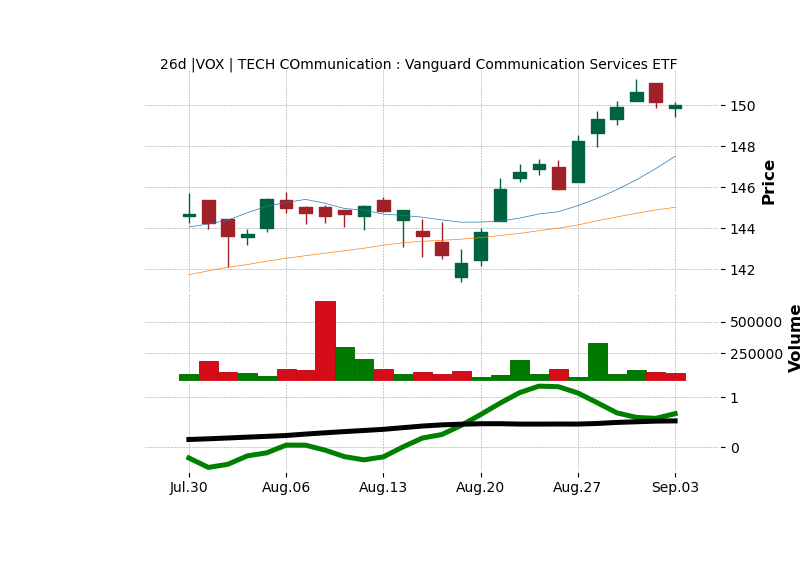 26d |VOX | TECH COmmunication : Vanguard Communication Services ETF
150
148
146
144
142
Price
500000
250000
Volume
1
0
Jul.30 Aug.06 Aug.13 Aug.20 Aug.27 Sep.03